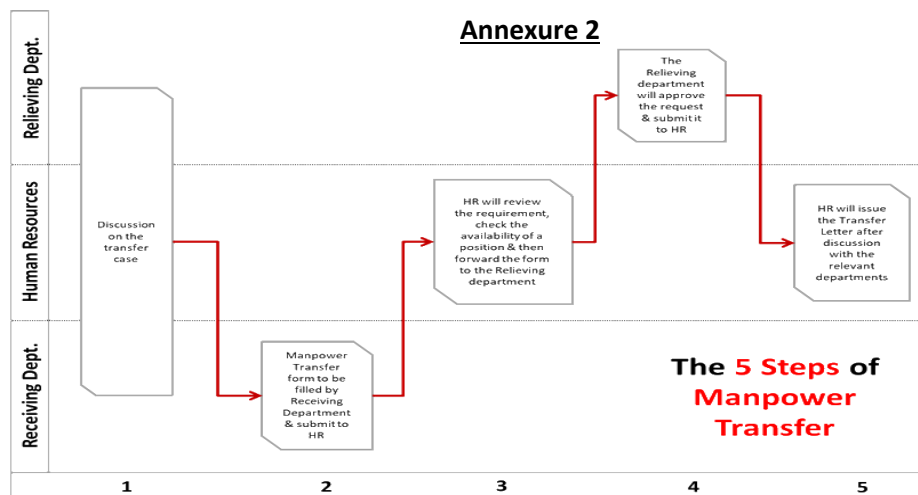 Annexure 2
Relieving Dept.
Human Resources
Receiving Dept.
Discussion
on the
transfer
case
Manpower
Transfer
form to be
filled by
Receiving
Department
& submit to
HR
HR will review
the requirement,
check the
availability of a
position & then
forward the form
to the Relieving
department
The
Relieving
department
will approve
the request
& submit it
to HR
HR will issue
the Transfer
Letter after
discussion
with the
relevant
departments
The 5 Steps of
Manpower
Transfer
1
2
3
4
5